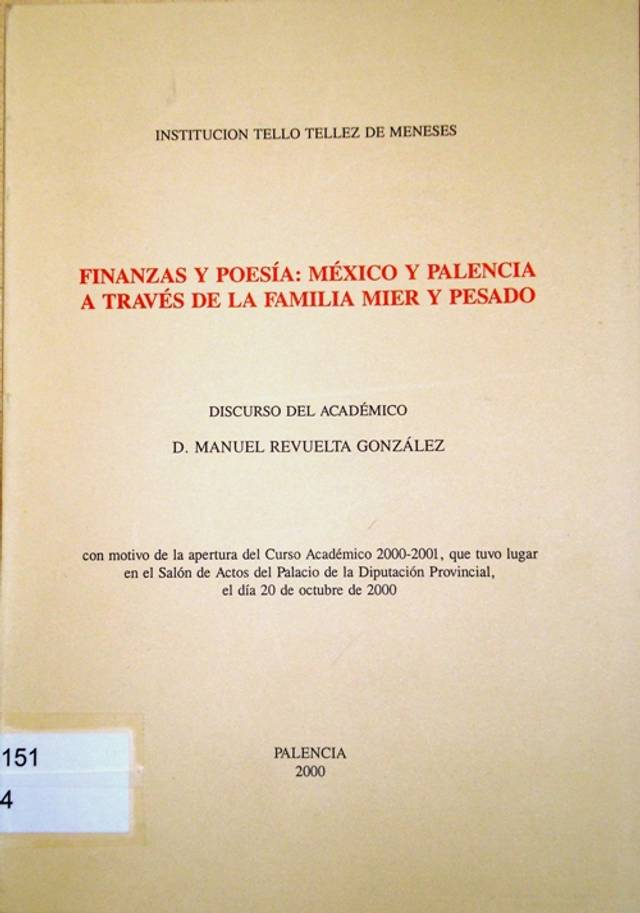 INSTITUCION TELLO TELLEZ DE MENESES
FINANZAS Y POESÍA: MÉXICO Y PALENCIA
A TRAVÉS DE LA FAMILIA MIER Y PESADO
DISCURSO DEL ACADÉMICO
D. MANUEL REVUELTA GONZÁLEZ
con motivo de la apertura del Curso Académico 2000-2001, que tuvo lugar
en el Salón de Actos del Palacio de la Diputación Provincial,
el día 20 de octubre de 2000
151
4
PALENCIA
2000